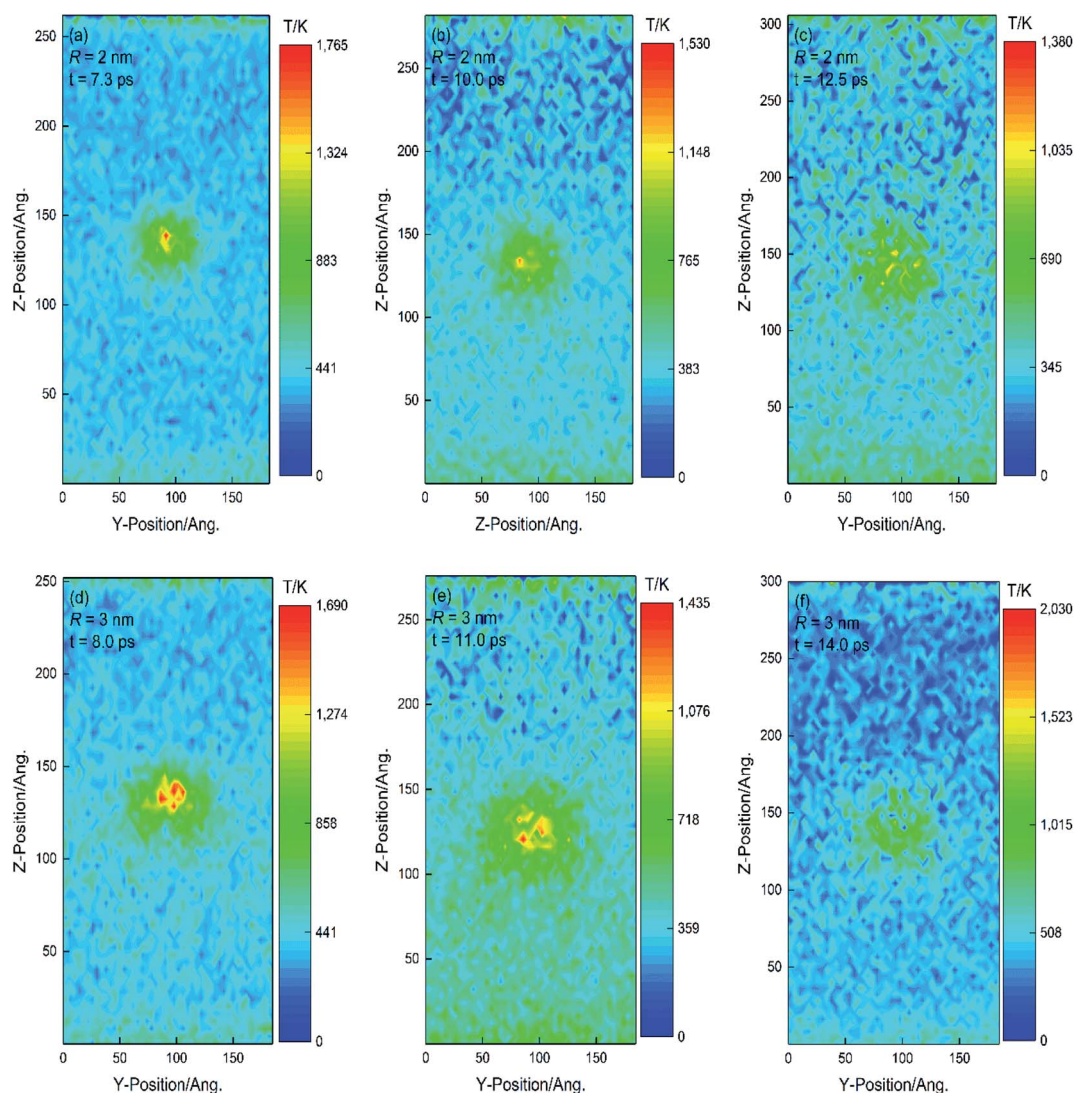 (a)
R = 2 nm
t = 7.3 ps
T/K
1,765
1,324
883
441
0
250
200
150
100
50
0 50 100 150
Z-Position/Ang.
Y-Position/Ang.
(b)
R = 2 nm
t = 10.0 ps
T/K
1,530
1,148
765
383
0
250
200
150
100
50
0 50 100 150
Z-Position/Ang.
Z-Position/Ang.
(c)
R = 2 nm
t = 12.5 ps
T/K
1,380
1,035
690
345
0
300
250
200
150
100
50
0 50 100 150
Z-Position/Ang.
Y-Position/Ang.
(d)
R = 3 nm
t = 8.0 ps
T/K
1,690
1,274
858
441
0
250
200
150
100
50
0 50 100 150
Z-Position/Ang.
Y-Position/Ang.
(e)
R = 3 nm
t = 11.0 ps
T/K
1,435
1,076
718
359
0
250
200
150
100
50
0 50 100 150
Z-Position/Ang.
Y-Position/Ang.
(f)
R = 3 nm
t = 14.0 ps
T/K
2,030
1,523
1,015
508
0
300
250
200
150
100
50
0 50 100 150
Z-Position/Ang.
Y-Position/Ang.